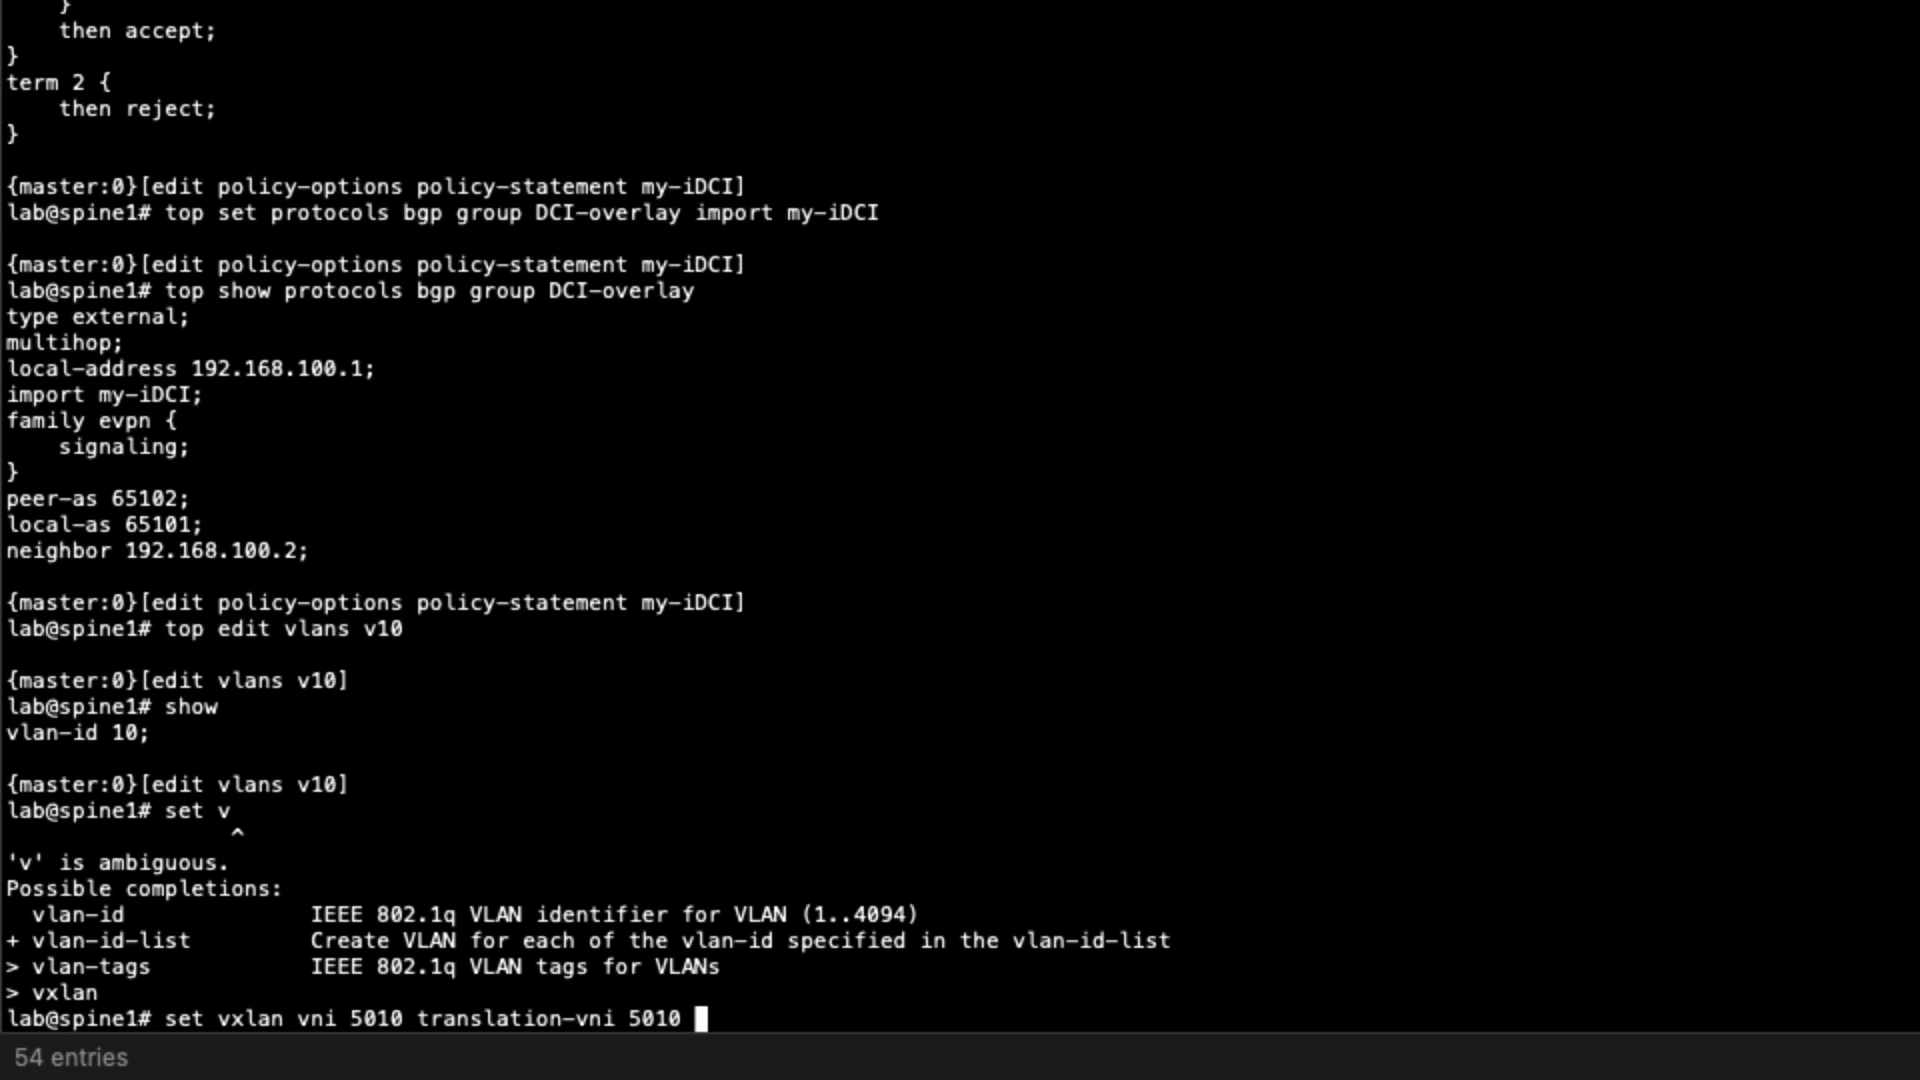 }
    then accept;
}
term 2 {
    then reject;
}

{master:0}[edit policy-options policy-statement my-iDCI]
lab@spine1# top set protocols bgp group DCI-overlay import my-iDCI

{master:0}[edit policy-options policy-statement my-iDCI]
lab@spine1# top show protocols bgp group DCI-overlay
type external;
multihop;
local-address 192.168.100.1;
import my-iDCI;
family evpn {
    signaling;
}
peer-as 65102;
local-as 65101;
neighbor 192.168.100.2;

{master:0}[edit policy-options policy-statement my-iDCI]
lab@spine1# top edit vlans v10

{master:0}[edit vlans v10]
lab@spine1# show
vlan-id 10;

{master:0}[edit vlans v10]
lab@spine1# set v
                 ^
'v' is ambiguous.
Possible completions:
  vlan-id              IEEE 802.1q VLAN identifier for VLAN (1..4094)
+ vlan-id-list         Create VLAN for each of the vlan-id specified in the vlan-id-list
> vlan-tags            IEEE 802.1q VLAN tags for VLANs
> vxlan
lab@spine1# set vxlan vni 5010 translation-vni 5010
54 entries